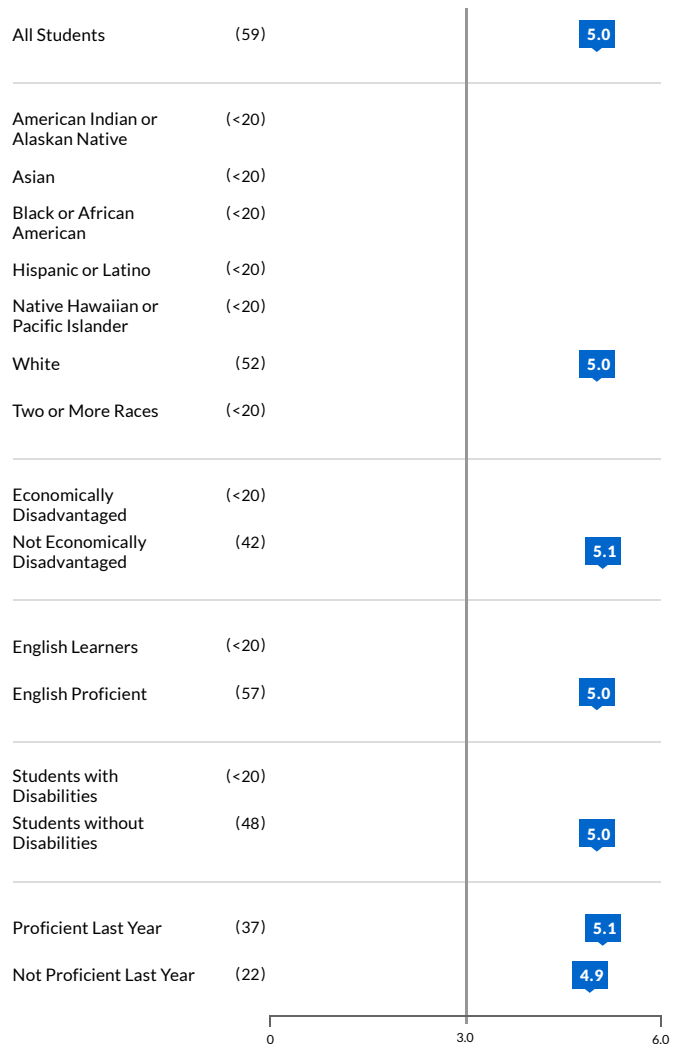 All Students (59) 5.0
American Indian or (<20)
Alaskan Native
Asian (<20)
Black or African (<20)
American
Hispanic or Latino (<20)
Native Hawaiian or (<20)
Pacific Islander
White (52) 5.0
Two or More Races (<20)
Economically (<20)
Disadvantaged
Not Economically (42) 5.1
Disadvantaged
English Learners (<20)
English Proficient (57) 5.0
Students with (<20)
Disabilities
Students without (48) 5.0
Disabilities
Proficient Last Year (37) 5.1
Not Proficient Last Year (22) 4.9
0 3.0 6.0